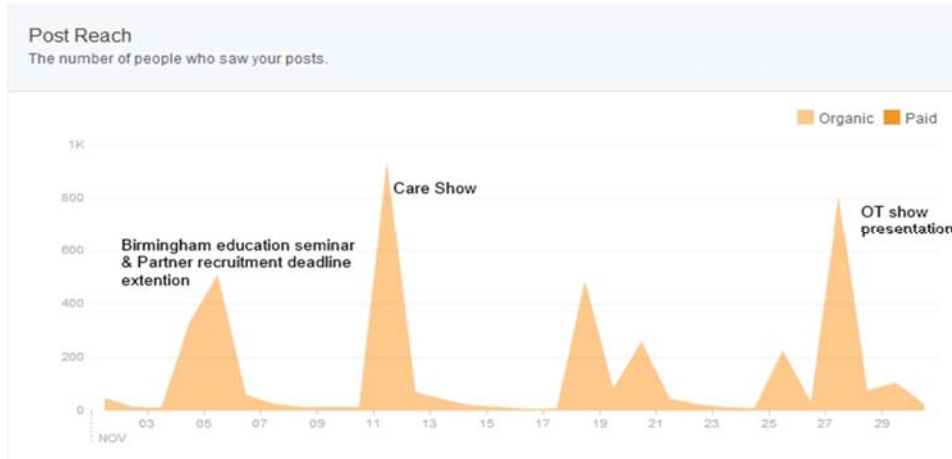 Post Reach
The number of people who saw your posts.
Organic Paid
1K
Care Show
800
OT show
presentation
Birmingham education seminar
600
& Partner recruitment deadline
extention
400
200
0
03 05 07 09 11 13 15 17 19 21 23 25 27 29
NOV